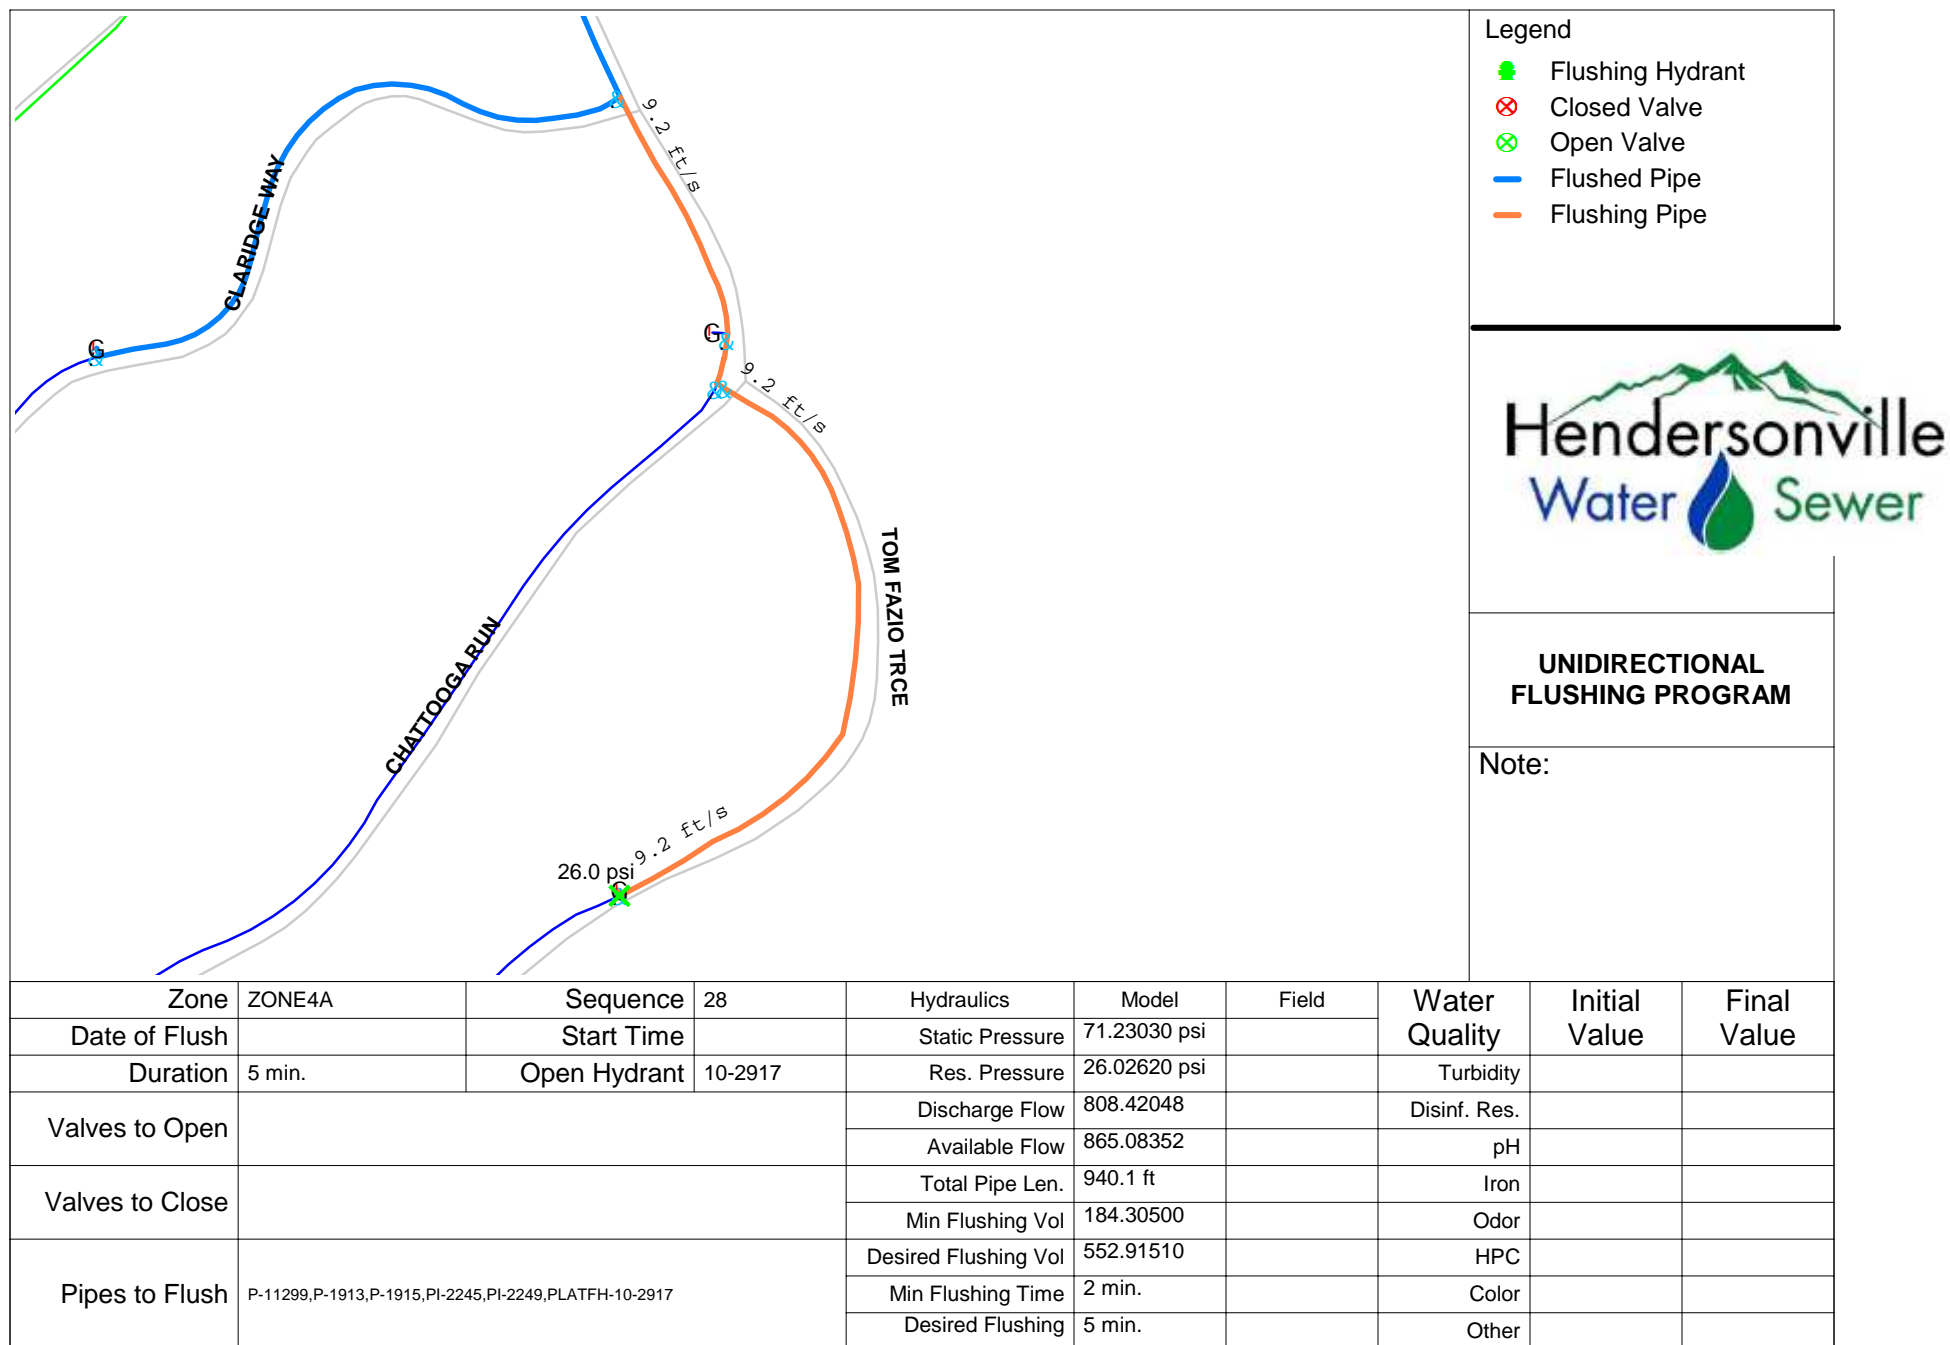 Legend
Flushing Hydrant
Closed Valve
Open Valve
Flushed Pipe
Flushing Pipe
Hendersonville
Water Sewer
UNIDIRECTIONAL
FLUSHING PROGRAM
Note:
9.2 ft/s
CLARIDGE WAY
G
G
9.2 ft/s
TOM FAZIO TRCE
CHATTOOGA RUN
9.2 ft/s
26.0 psi
Zone ZONE4A Sequence 28 Hydraulics Model Field Water Quality Initial Value Final Value
Date of Flush Start Time Static Pressure 71.23030 psi
Duration 5 min. Open Hydrant 10-2917 Res. Pressure 26.02620 psi Turbidity
Valves to Open Discharge Flow 808.42048 Disinf. Res.
Available Flow 865.08352 pH
Valves to Close Total Pipe Len. 940.1 ft Iron
Min Flushing Vol 184.30500 Odor
Pipes to Flush P-11299,P-1913,P-1915,PI-2245,PI-2249,PLATFH-10-2917 Desired Flushing Vol 552.91510 HPC
Min Flushing Time 2 min. Color
Desired Flushing 5 min. Other